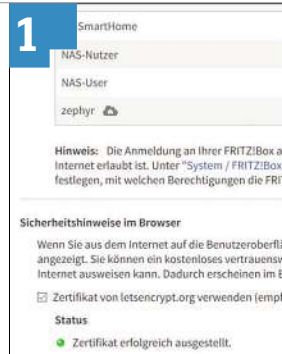 1
SmartHome
NAS-Nutzer
NAS-User
zephyr
Hinweis: Die Anmeldung an Ihrer FRITZ!Box a
Internet erlaubt ist. Unter "System / FRITZ!Box
festlegen, mit welchen Berechtigungen die FRI
Sicherheitshinweise im Browser
Wenn Sie aus dem Internet auf die Benutzeroberflä
angezeigt. Sie können ein kostenloses vertrauensw
Internet ausweisen kann. Dadurch erscheinen im B
Zertifikat von letsencrypt.org verwenden (empf
Status
Zertifikat erfolgreich ausgestellt.